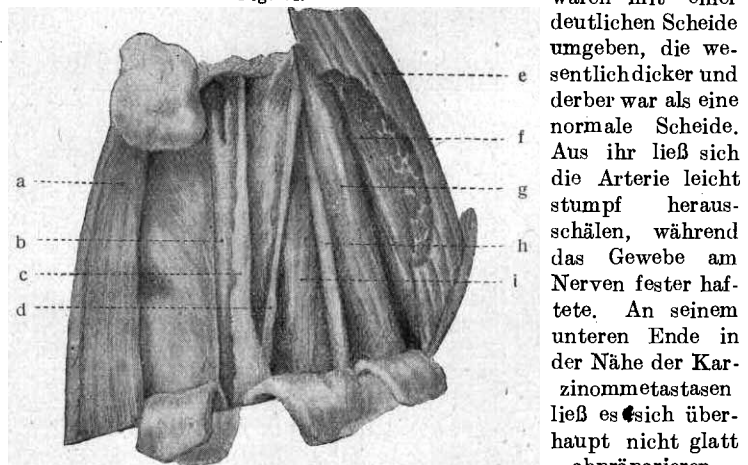 waren mit einer
deutlichen Scheide
umgeben, die we-
sentlich dicker und
derber war als eine
normale Scheide.
Aus ihr ließ sich
die Arterie leicht
stumpf heraus-
schälen, während
das Gewebe am
Nerven fester haf-
tete. An seinem
unteren Ende in
der Nähe der Kar-
zinommetastasen
ließ es sich über-
haupt nicht glatt
abpräparieren
a
b
c
d
e
f
g
h
i